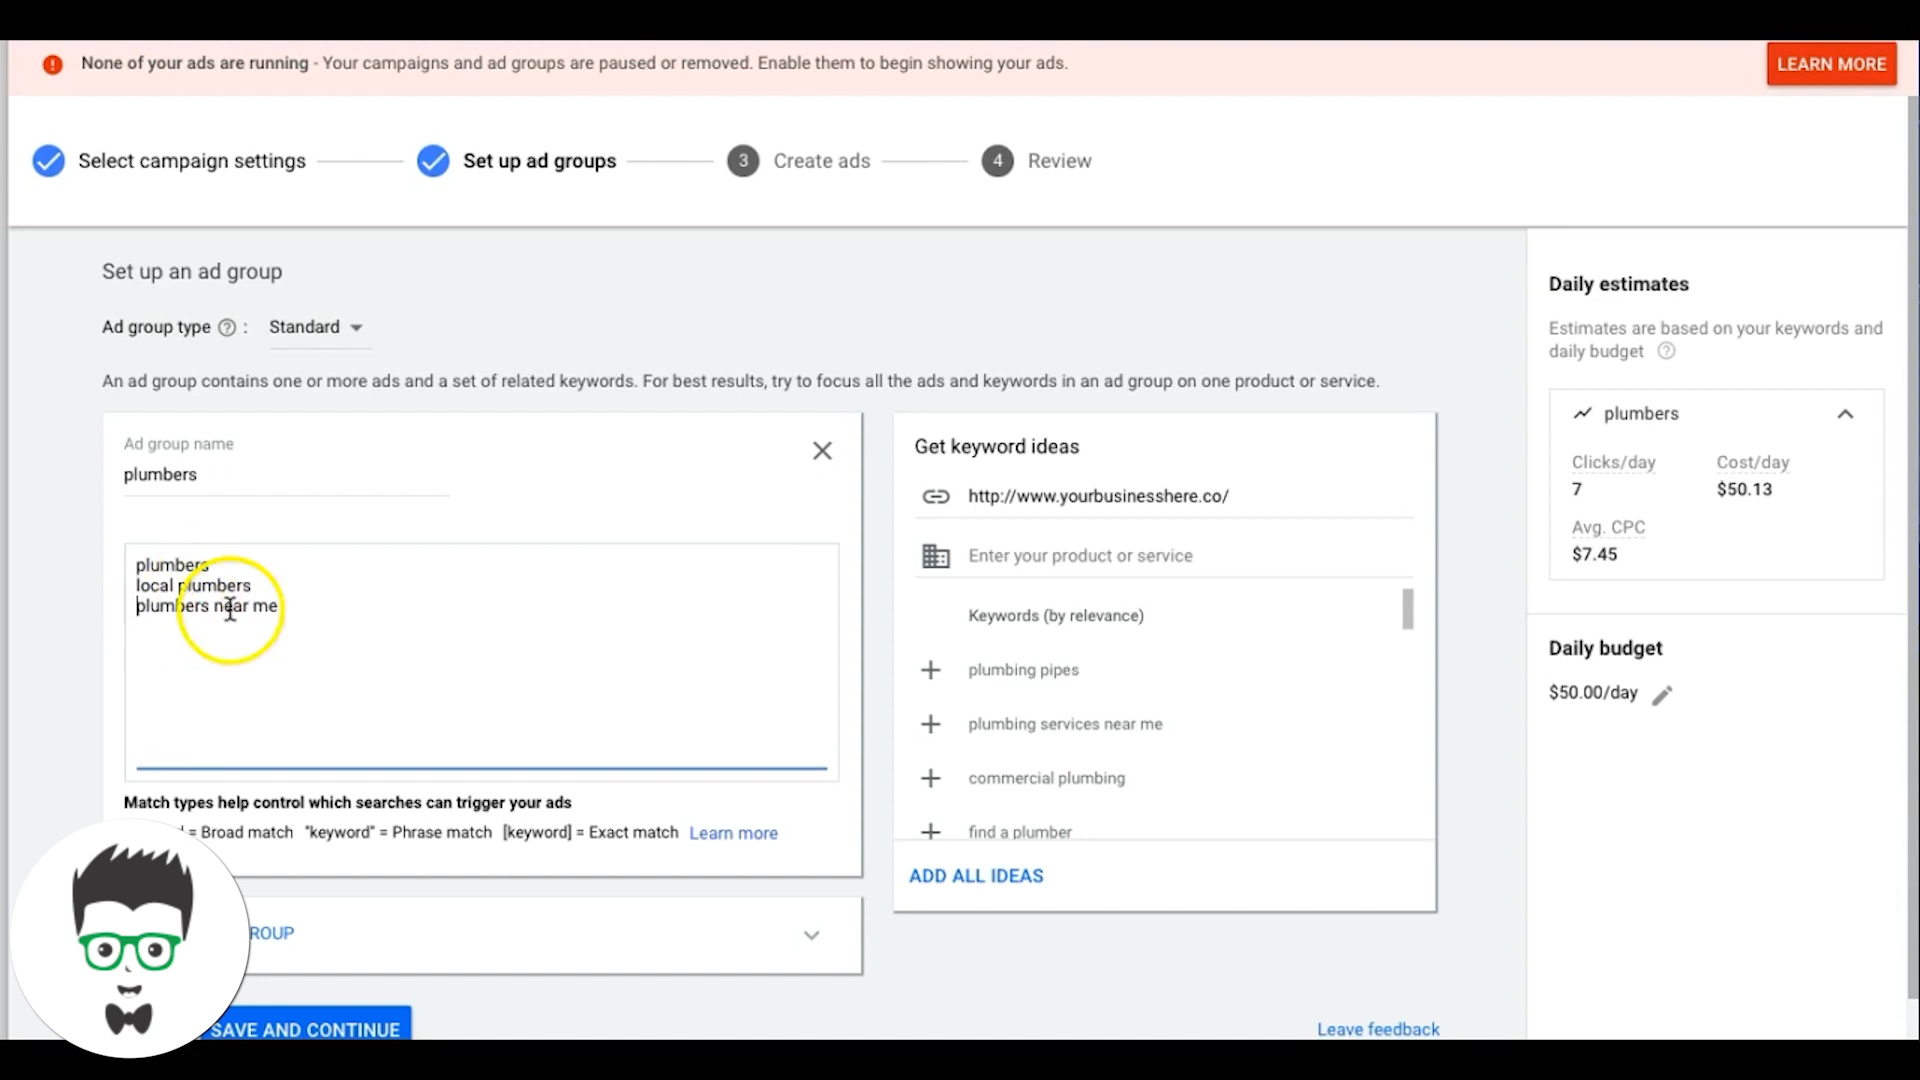 None of your ads are running - Your campaigns and ad groups are paused or removed. Enable them to begin showing your ads.
LEARN MORE
Select campaign settings
Set up ad groups
3 Create ads
4 Review
Set up an ad group
Ad group type ? : Standard
An ad group contains one or more ads and a set of related keywords. For best results, try to focus all the ads and keywords in an ad group on one product or service.
Ad group name
plumbers
plumbers
local plumbers
plumbers near me
Match types help control which searches can trigger your ads
= Broad match "keyword" = Phrase match [keyword] = Exact match Learn more
SAVE AND CONTINUE
Get keyword ideas
http://www.yourbusinesshere.co/
Enter your product or service
Keywords (by relevance)
plumbing pipes
plumbing services near me
commercial plumbing
find a plumber
ADD ALL IDEAS
Leave feedback
Daily estimates
Estimates are based on your keywords and
daily budget ?
plumbers
Clicks/day Cost/day
7 $50.13
Avg. CPC
$7.45
Daily budget
$50.00/day